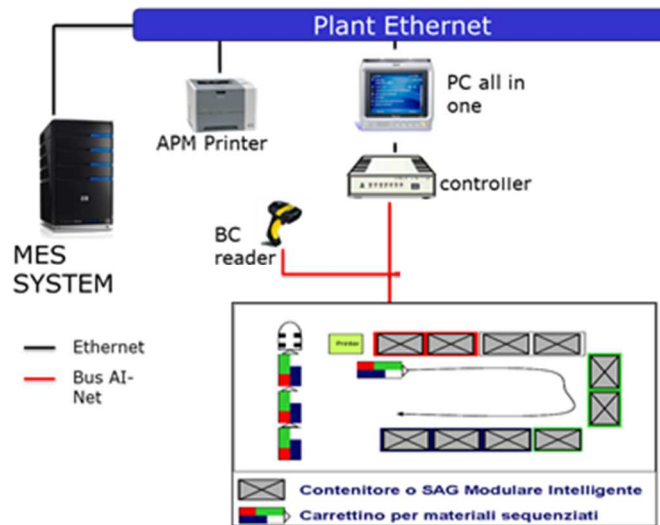 Plant Ethernet
PC all in
one
APM Printer
controller
BC
reader
MES
SYSTEM
Ethernet
Bus AI-
Net
Printer
Contenitore o SAG Modulare Intelligente
Carrettino per materiali sequenziati